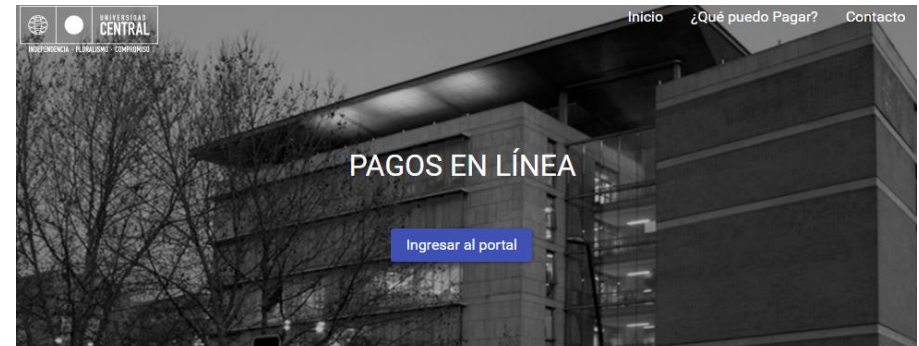 UNIVERSIDAD
CENTRAL
INDEPENDENCIA - PLURALISMO - COMPROMISO
Inicio ¿Qué puedo Pagar? Contacto
PAGOS EN LÍNEA
Ingresar al portal